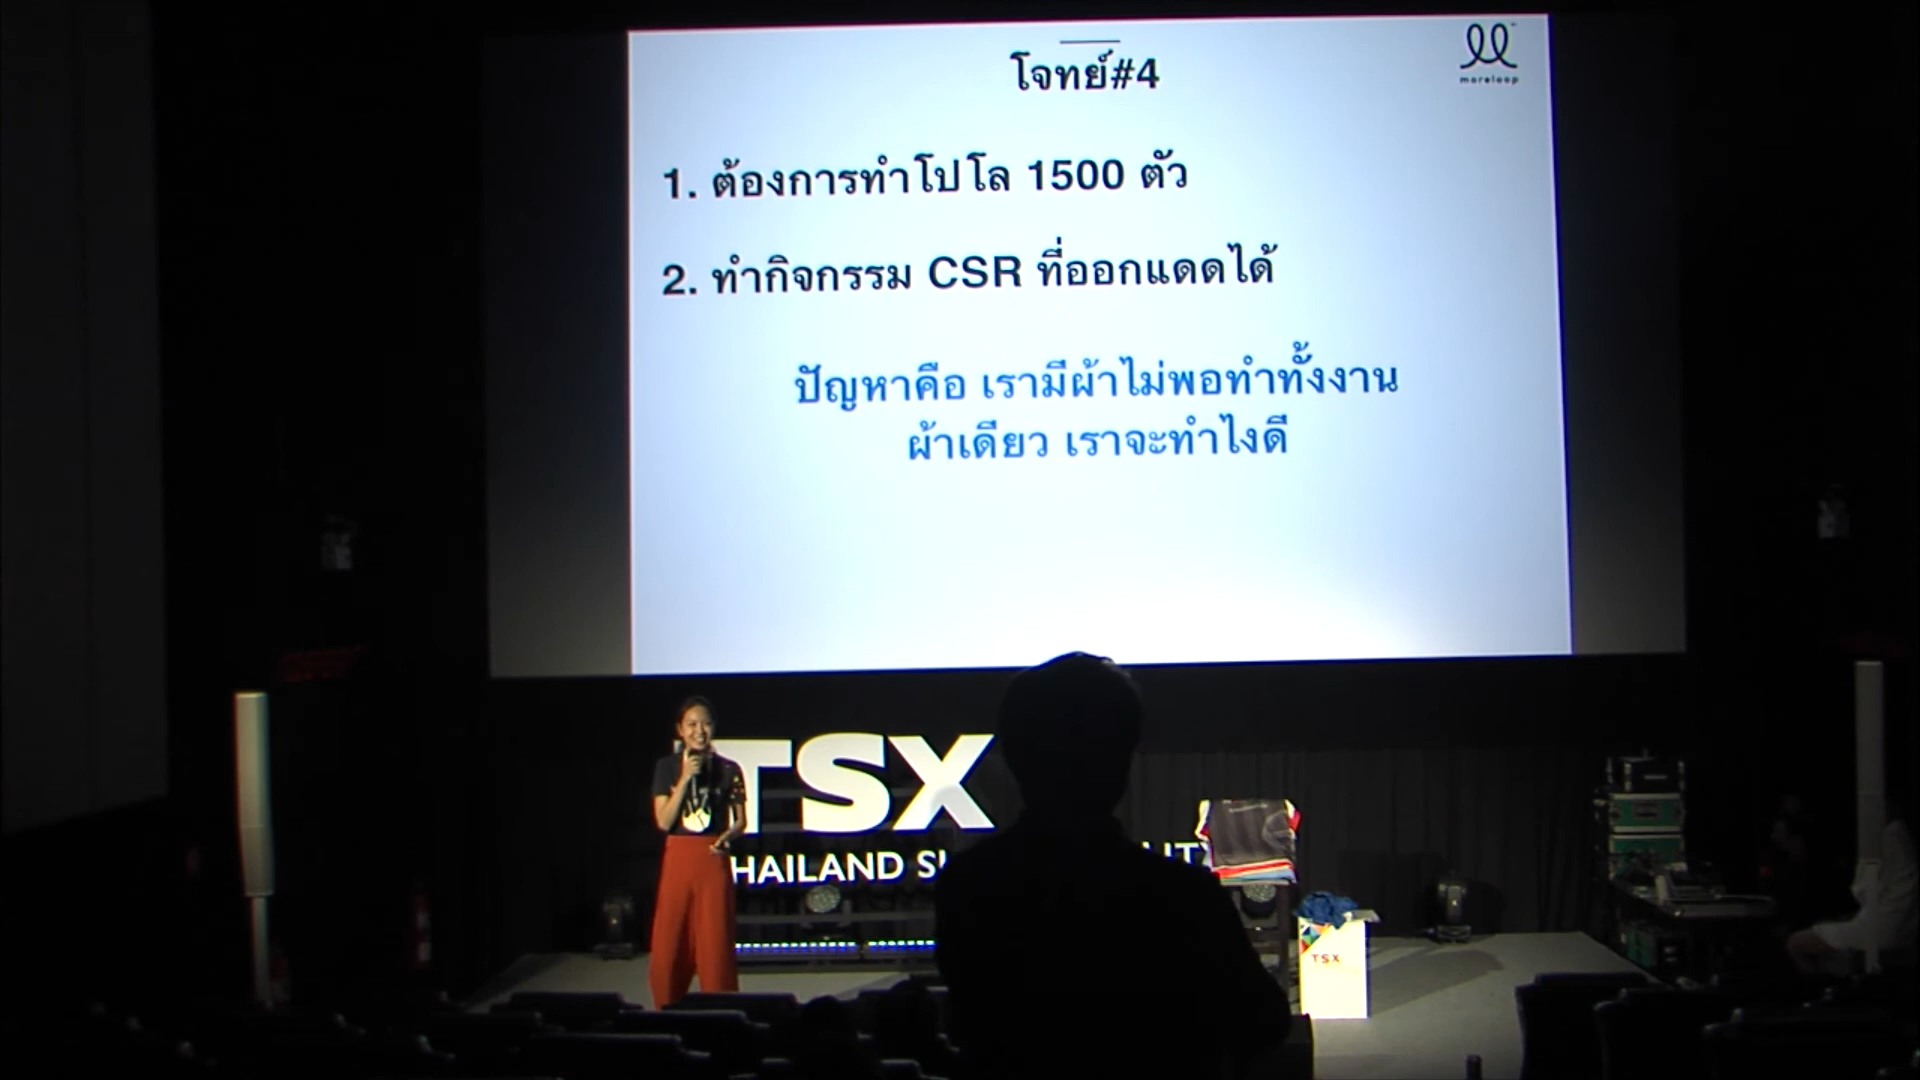 โจทย์#4
moreloop
1. ต้องการทำโปโล 1500 ตัว
2. ทำกิจกรรม CSR ที่ออกแดดได้
ปัญหาคือ เรามีผ้าไม่พอทำทั้งงาน
ผ้าเดียว เราจะทำไงดี
TSX
HAILAND
TSX